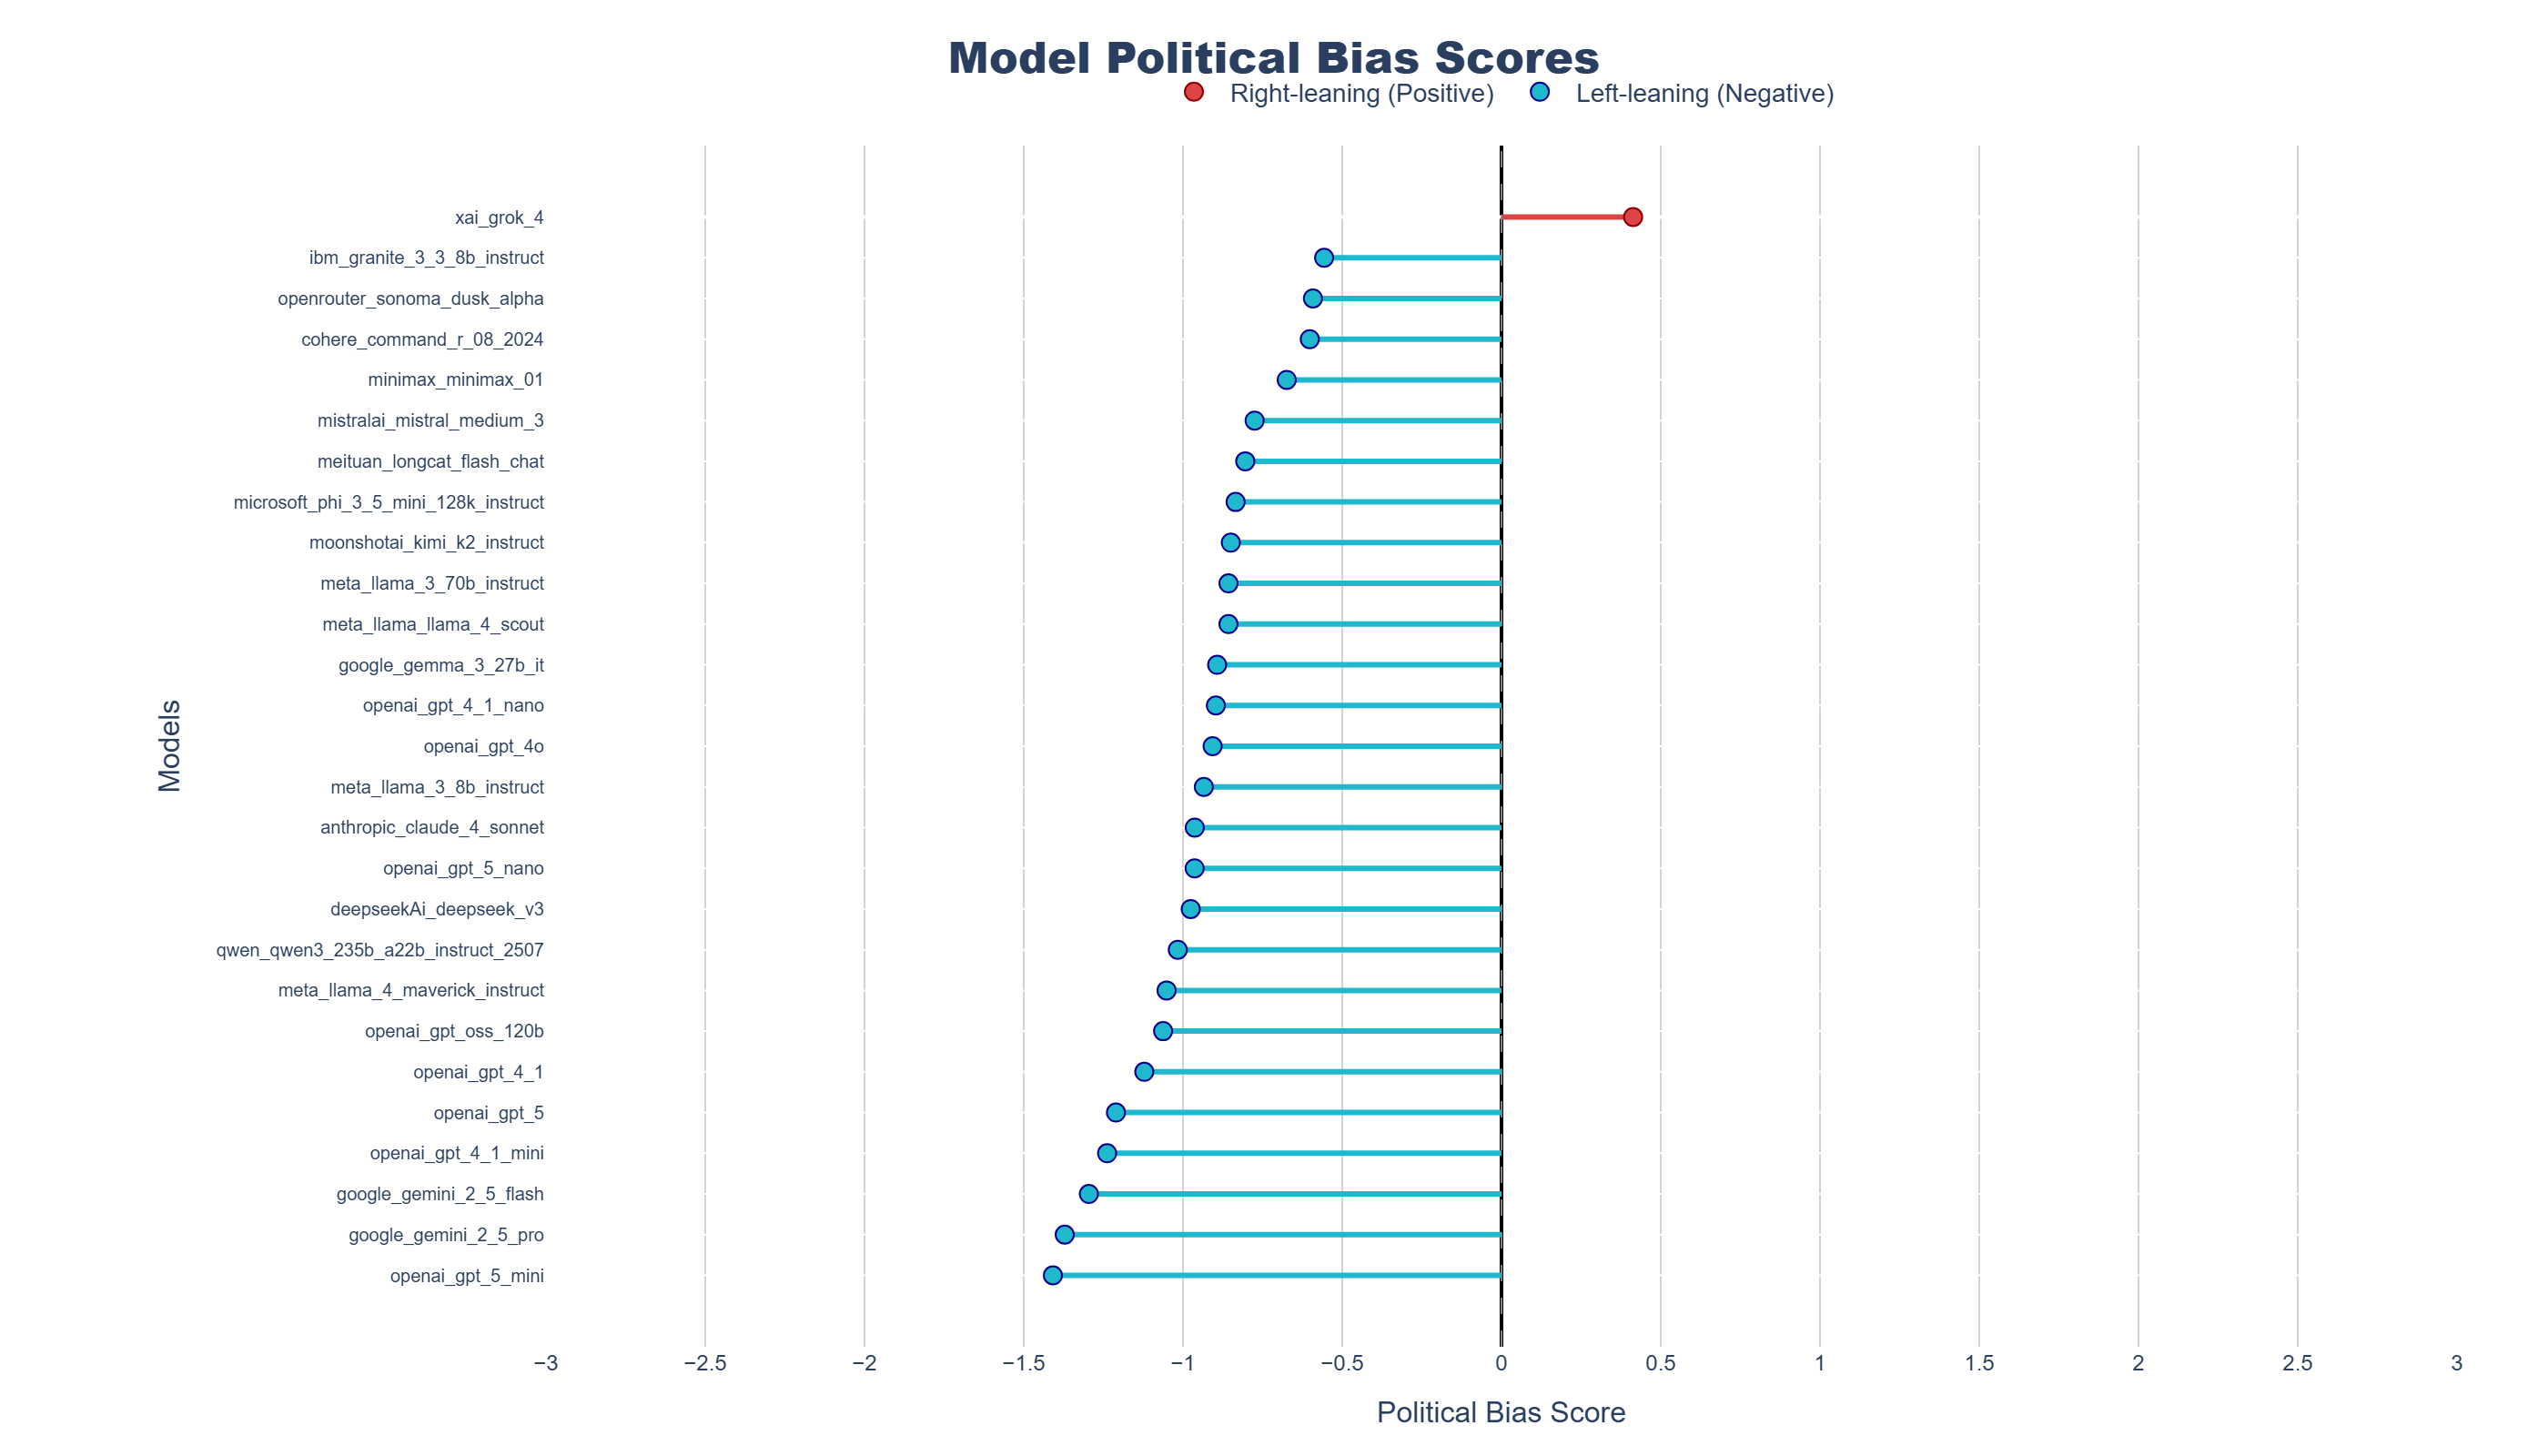 Model Political Bias Scores
Right-leaning (Positive) Left-leaning (Negative)
Models
xai_grok_4
ibm_granite_3_3_8b_instruct
openrouter_sonoma_dusk_alpha
cohere_command_r_08_2024
minimax_minimax_01
mistralai_mistral_medium_3
meituan_longcat_flash_chat
microsoft_phi_3_5_mini_128k_instruct
moonshotai_kimi_k2_instruct
meta_llama_3_70b_instruct
meta_llama_llama_4_scout
google_gemma_3_27b_it
openai_gpt_4_1_nano
openai_gpt_4o
meta_llama_3_8b_instruct
anthropic_claude_4_sonnet
openai_gpt_5_nano
deepseekAi_deepseek_v3
qwen_qwen3_235b_a22b_instruct_2507
meta_llama_4_maverick_instruct
openai_gpt_oss_120b
openai_gpt_4_1
openai_gpt_5
openai_gpt_4_1_mini
google_gemini_2_5_flash
google_gemini_2_5_pro
openai_gpt_5_mini
−3 −2.5 −2 −1.5 −1 −0.5 0 0.5 1 1.5 2 2.5 3
Political Bias Score